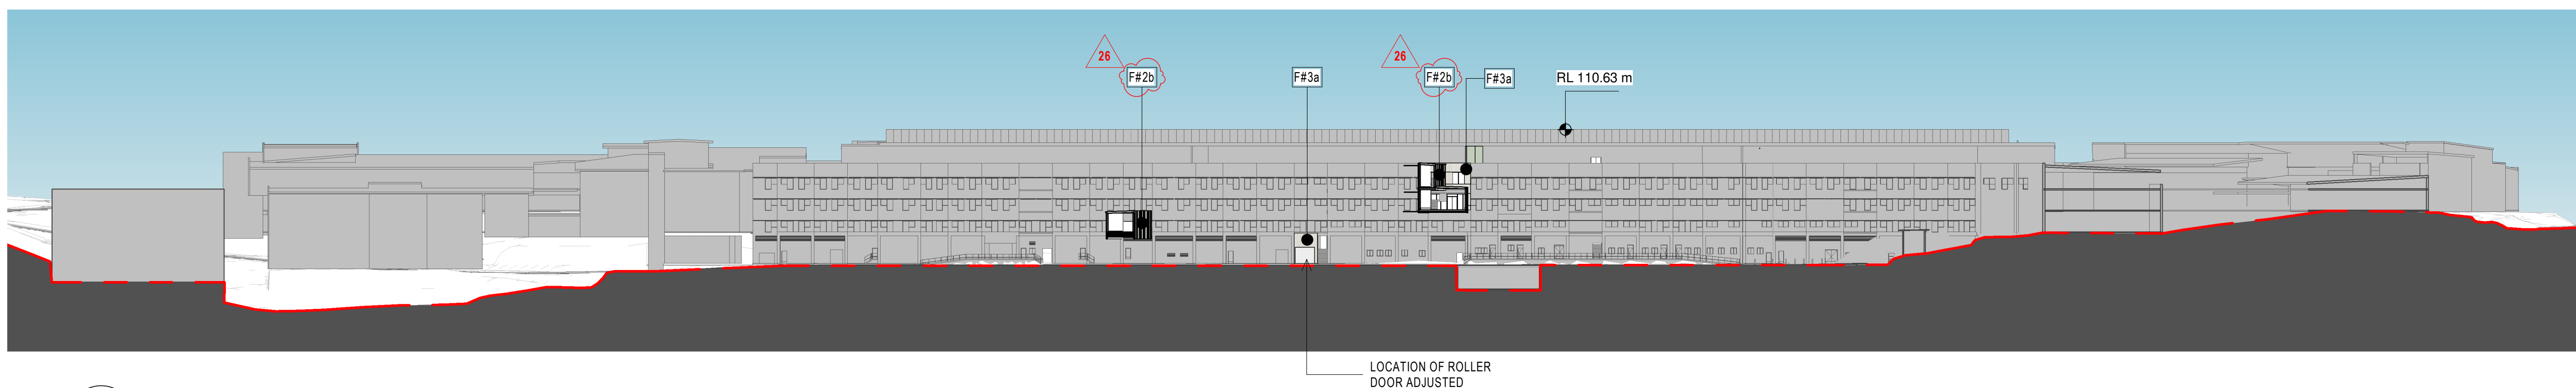 26
F#2b
F#3a
26
F#2b
F#3a
RL 110.63 m
LOCATION OF ROLLER
DOOR ADJUSTED